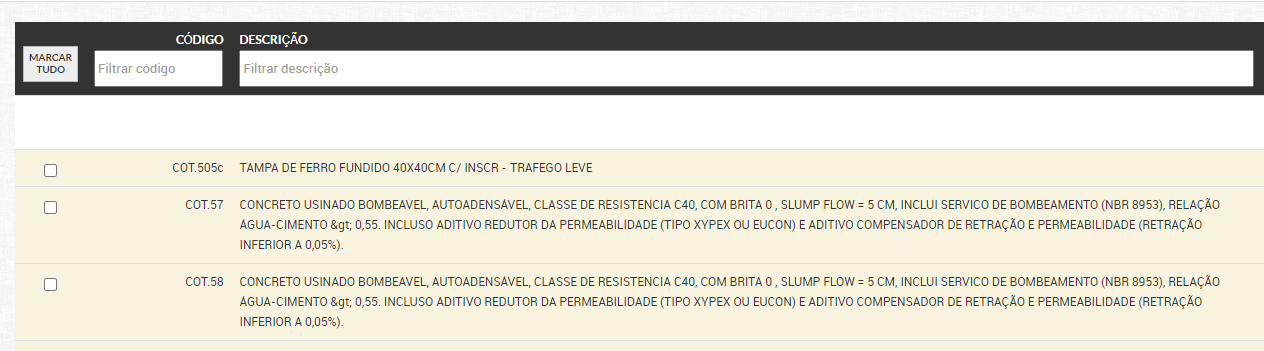 CÓDIGO DESCRIÇÃO
MARCAR
TUDO
Filtrar código Filtrar descrição
COT.505c TAMPA DE FERRO FUNDIDO 40X40CM C/ INSCR - TRAFEGO LEVE
COT.57 CONCRETO USINADO BOMBEAVEL, AUTOADENSÁVEL, CLASSE DE RESISTENCIA C40, COM BRITA 0 , SLUMP FLOW = 5 CM, INCLUI SERVICO DE BOMBEAMENTO (NBR 8953), RELAÇÃO
ÁGUA-CIMENTO &gt; 0,55. INCLUSO ADITIVO REDUTOR DA PERMEABILIDADE (TIPO XYPEX OU EUCON) E ADITIVO COMPENSADOR DE RETRAÇÃO E PERMEABILIDADE (RETRAÇÃO
INFERIOR A 0,05%).
COT.58 CONCRETO USINADO BOMBEAVEL, AUTOADENSÁVEL, CLASSE DE RESISTENCIA C40, COM BRITA 0 , SLUMP FLOW = 5 CM, INCLUI SERVICO DE BOMBEAMENTO (NBR 8953), RELAÇÃO
ÁGUA-CIMENTO &gt; 0,55. INCLUSO ADITIVO REDUTOR DA PERMEABILIDADE (TIPO XYPEX OU EUCON) E ADITIVO COMPENSADOR DE RETRAÇÃO E PERMEABILIDADE (RETRAÇÃO
INFERIOR A 0,05%).